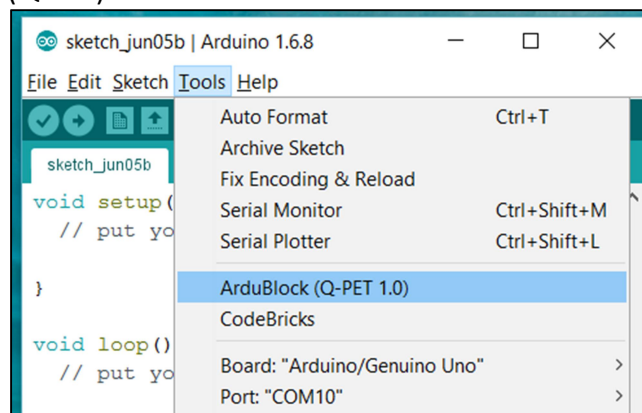 sketch_jun05b | Arduino 1.6.8
File Edit Sketch Tools Help
Auto Format Ctrl+T
sketch_jun05b
Archive Sketch
Fix Encoding & Reload
void setup(
Serial Monitor Ctrl+Shift+M
// put yo
Serial Plotter Ctrl+Shift+L
}
ArduBlock (Q-PET 1.0)
CodeBricks
void loop()
Board: "Arduino/Genuino Uno"
// put yo
Port: "COM10"